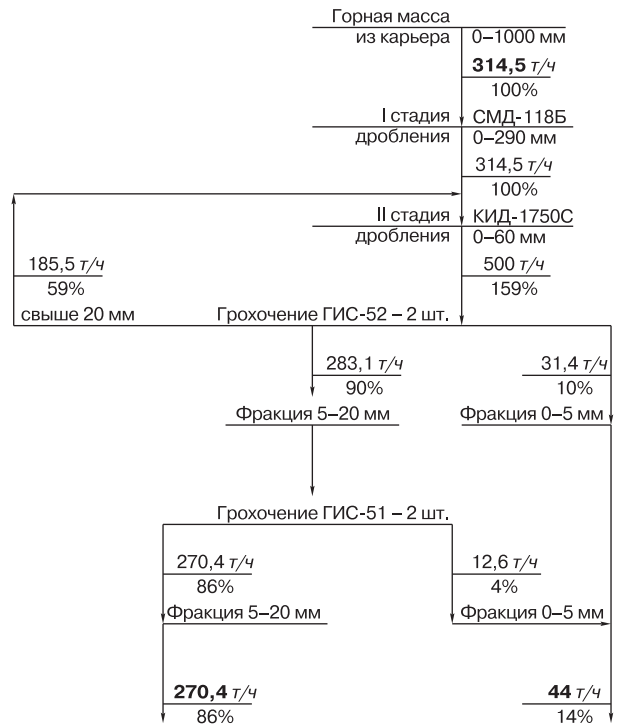 Горная масса
из карьера 0–1000 мм
314,5 т/ч
100%
I стадия СМД-118Б
дробления 0–290 мм
314,5 т/ч
100%
II стадия КИД-1750С
дробления 0–60 мм
185,5 т/ч 500 т/ч
59% 159%
свыше 20 мм Грохочение ГИС-52 – 2 шт.
283,1 т/ч 31,4 т/ч
90% 10%
Фракция 5–20 мм Фракция 0–5 мм
Грохочение ГИС-51 – 2 шт.
270,4 т/ч 12,6 т/ч
86% 4%
Фракция 5–20 мм Фракция 0–5 мм
270,4 т/ч 44 т/ч
86% 14%